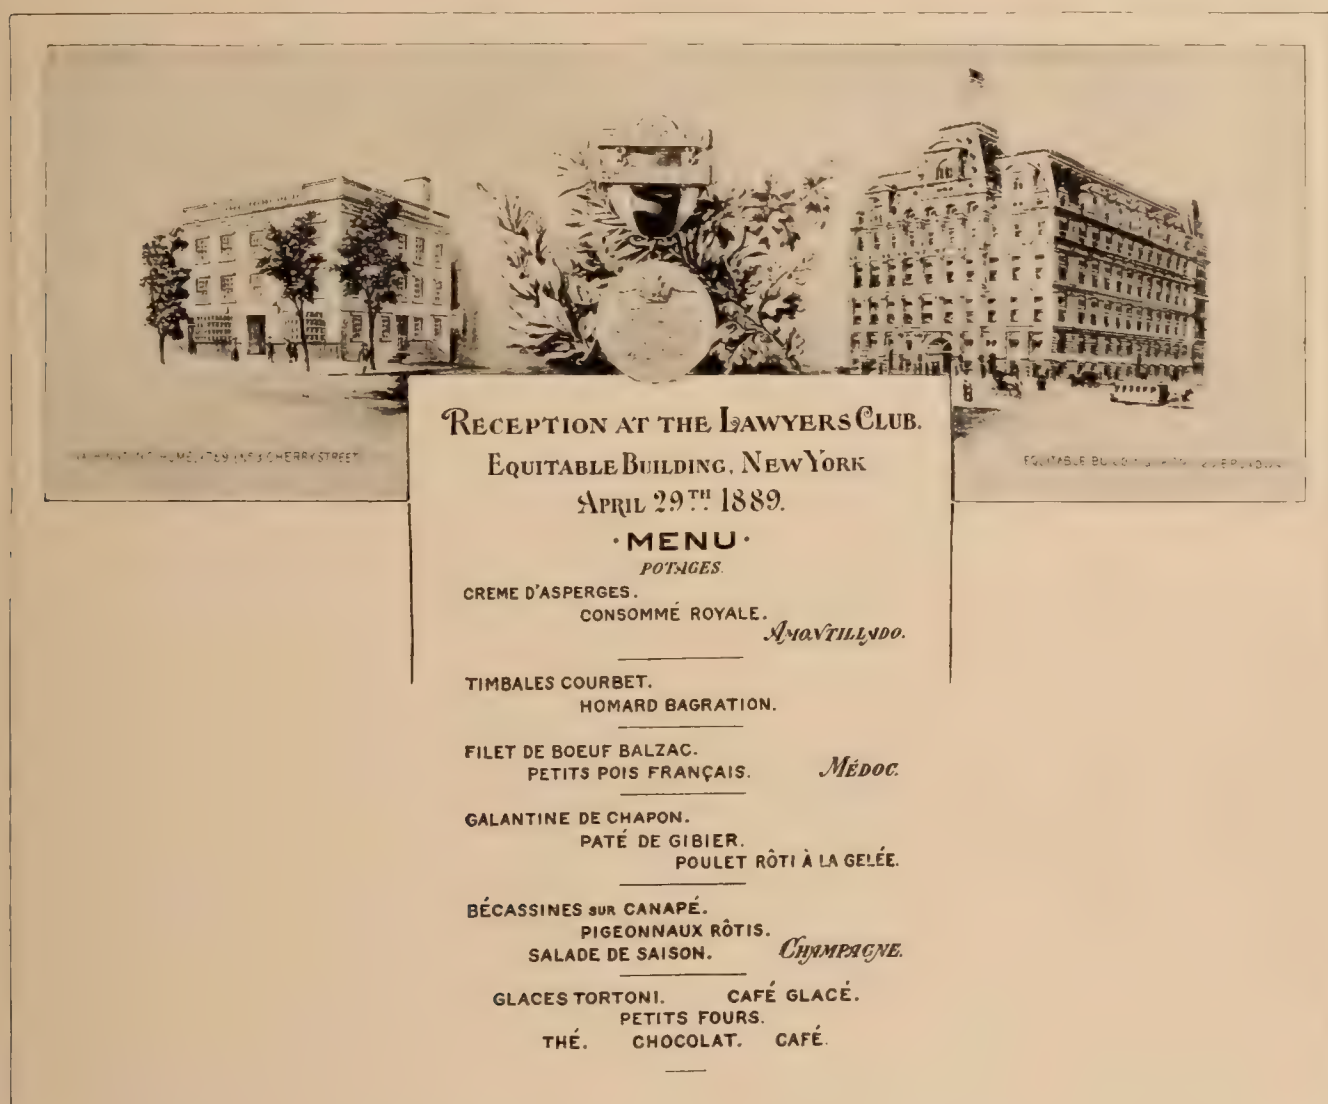 CHERRY STREET
EQUITABLE
RECEPTION AT THE LAWYERS CLUB.
EQUITABLE BUILDING, NEW YORK
APRIL 29TH 1889.
·MENU·
POTAGES.
CREME D'ASPERGES.
CONSOMMÉ ROYALE.
AMONTILLADO.
TIMBALES COURBET.
HOMARD BAGRATION.
FILET DE BOEUF BALZAC.
PETITS POIS FRANÇAIS. MÉDOC.
GALANTINE DE CHAPON.
PATÉ DE GIBIER.
POULET RÔTI À LA GELÉE.
BÉCASSINES SUR CANAPÉ.
PIGEONNAUX RÔTIS.
SALADE DE SAISON. CHAMPAGNE.
GLACES TORTONI. CAFÉ GLACÉ.
PETITS FOURS.
THÉ. CHOCOLAT. CAFÉ.